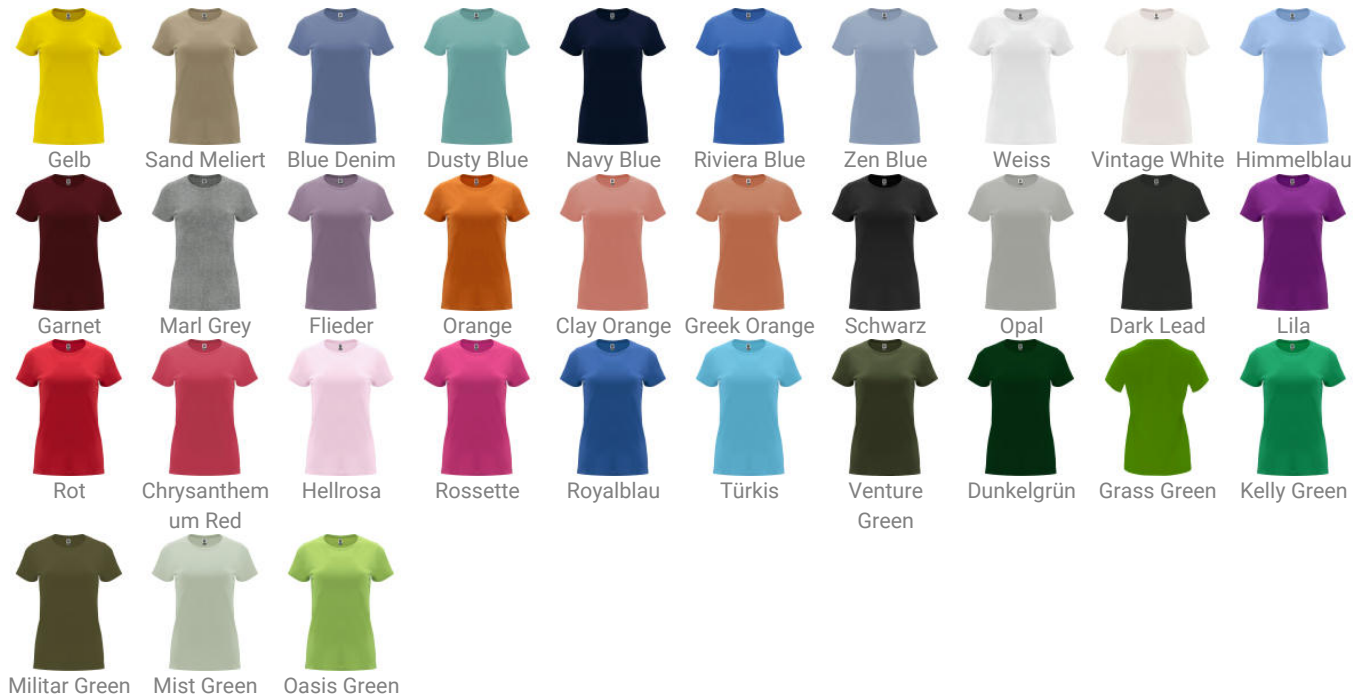 Gelb
Sand Meliert
Blue Denim
Dusty Blue
Navy Blue
Riviera Blue
Zen Blue
Weiss
Vintage White
Himmelblau
Garnet
Marl Grey
Flieder
Orange
Clay Orange
Greek Orange
Schwarz
Opal
Dark Lead
Lila
Rot
Chrysanthem
um Red
Hellrosa
Rossette
Royalblau
Türkis
Venture
Green
Dunkelgrün
Grass Green
Kelly Green
Militar Green
Mist Green
Oasis Green